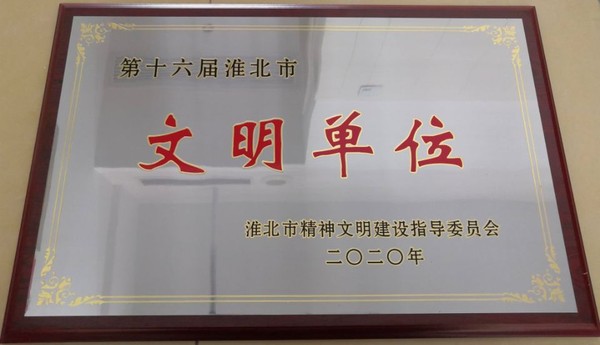 第十六届淮北市
文明单位
淮北市精神文明建设指导委员会
二〇二〇年